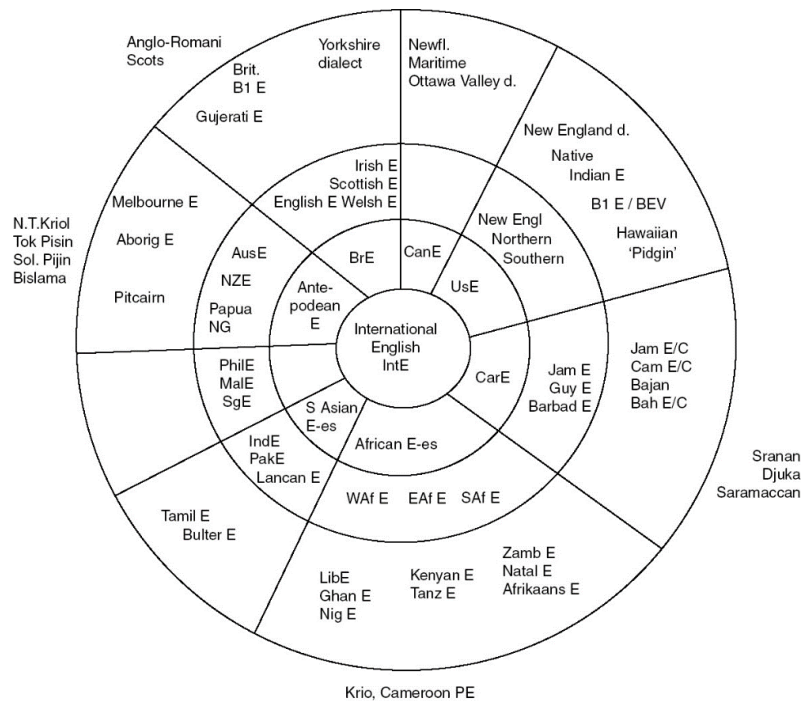 Anglo-Romani
Scots
Brit.
B1 E
Gujerati E
Yorkshire
dialect
Newfl.
Maritime
Ottawa Valley d.
New England d.
Native
Indian E
B1 E / BEV
Hawaiian
‘Pidgin’
Irish E
Scottish E
English E Welsh E
New Engl
Northern
Southern
BrE
CanE
UsE
N.T.Kriol
Tok Pisin
Sol. Pijin
Bislama
Melbourne E
Aborig E
Pitcairn
AusE
NZE
Papua
NG
Ante-
podean
E
International
English
IntE
PhilE
MalE
SgE
S Asian
E-es
African E-es
CarE
Jam E
Guy E
Barbad E
Jam E/C
Cam E/C
Bajan
Bah E/C
Sranan
Djuka
Saramaccan
IndE
PakE
Lancan E
WAf E EAf E SAf E
Tamil E
Bulter E
LibE
Ghan E
Nig E
Kenyan E
Tanz E
Zamb E
Natal E
Afrikaans E
Krio, Cameroon PE